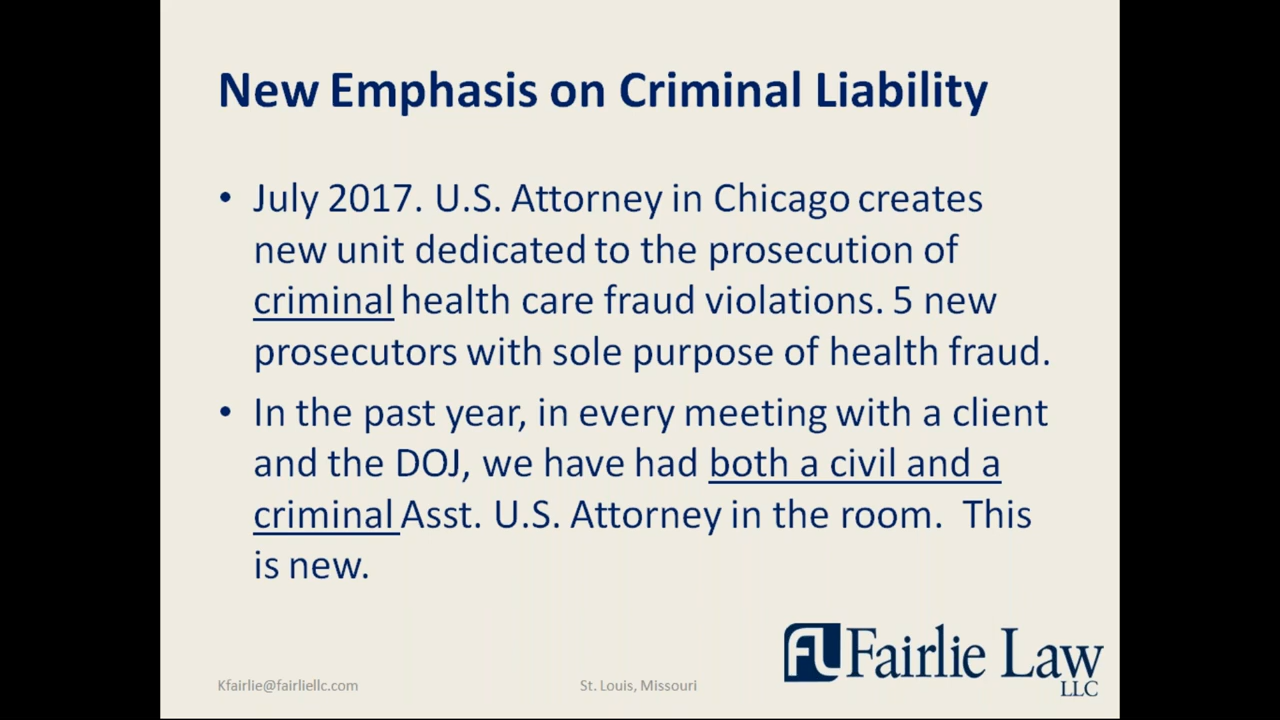 New Emphasis on Criminal Liability
• July 2017. U.S. Attorney in Chicago creates
new unit dedicated to the prosecution of
criminal health care fraud violations. 5 new
prosecutors with sole purpose of health fraud.
• In the past year, in every meeting with a client
and the DOJ, we have had both a civil and a
criminal Asst. U.S. Attorney in the room.  This
is new.
FL Fairlie Law
LLC
Kfairlie@fairliellc.com
St. Louis, Missouri